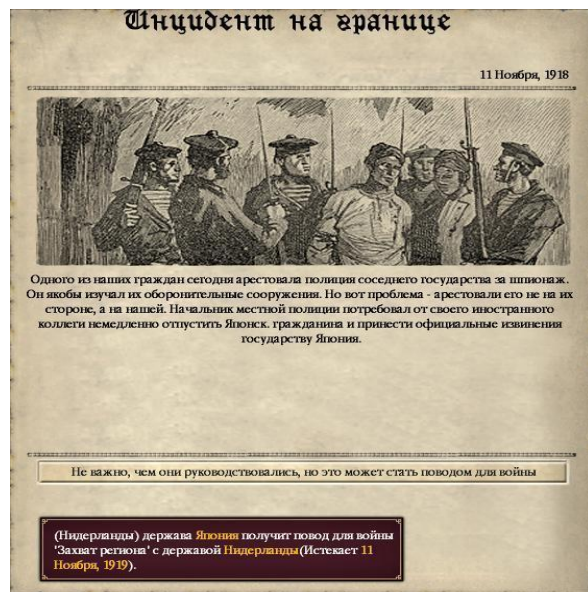 Инцидент на границе
11 Ноября, 1918
Одного из наших граждан сегодня арестовала полиция соседнего государства за шпионаж.
Он якобы изучал их оборонительные сооружения. Но вот проблема - арестовали его не на их
стороне, а на нашей. Начальник местной полиции потребовал от своего иностранного
коллеги немедленно отпустить Японск. гражданина и принести официальные извинения
государству Япония.
Не важно, чем они руководствовались, но это может стать поводом для войны
(Нидерланды) держава Япония получит повод для войны
'Захват региона' с державой Нидерланды(Истекает 11
Ноября, 1919).